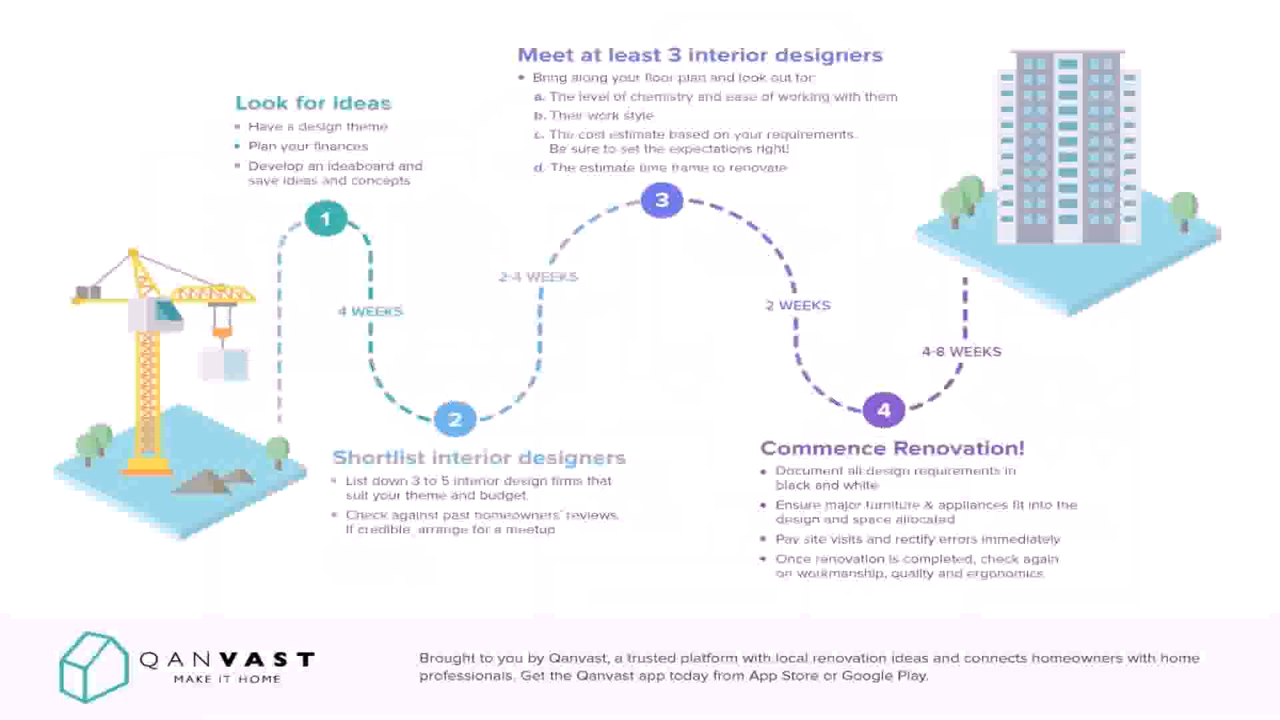 Look for ideas
Have a design theme
Plan your finances
Develop an ideaboard and
save ideas and concepts
1
4 WEEKS
2
Shortlist interior designers
List down 3 to 5 interior design firms that
suit your theme and budget.
Check against past homeowners' reviews.
If credible, arrange for a meetup
2-4 WEEKS
Meet at least 3 interior designers
Bring along your floor plan and look out for:
a. The level of chemistry and ease of working with them
b. Their work style
c. The cost estimate based on your requirements.
Be sure to set the expectations right!
d. The estimate time frame to renovate
3
2 WEEKS
4
Commence Renovation!
Document all design requirements in
black and white
Ensure major furniture & appliances fit into the
design and space allocated
Pay site visits and rectify errors immediately
Once renovation is completed, check again
on workmanship, quality and ergonomics.
4-8 WEEKS
QANVAST
MAKE IT HOME
Brought to you by Qanvast, a trusted platform with local renovation ideas and connects homeowners with home
professionals. Get the Qanvast app today from App Store or Google Play.